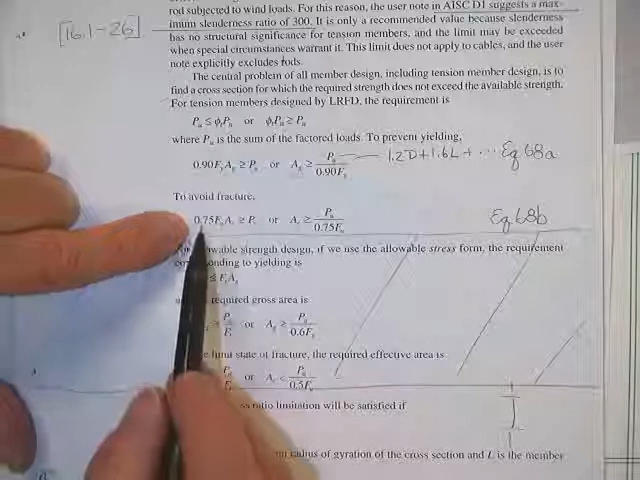 rod subjected to wind loads. For this reason, the user note in AISC D1 suggests a max-
[16.1-26] imum slenderness ratio of 300. It is only a recommended value because slenderness
has no structural significance for tension members, and the limit may be exceeded
when special circumstances warrant it. This limit does not apply to cables, and the user
note explicitly excludes rods.
The central problem of all member design, including tension member design, is to
find a cross section for which the required strength does not exceed the available strength.
For tension members designed by LRFD, the requirement is
Pu ≤ ϕtPn or ϕtPn ≥ Pu
where Pu is the sum of the factored loads. To prevent yielding,
0.90FyAg ≥ Pu or Ag ≥ Pu/0.90Fy 1.2D+1.6L+ ... Eq 68a
To avoid fracture,
0.75FuAe ≥ Pu or Ae ≥ Pu/0.75Fu Eq 68b
allowable strength design, if we use the allowable stress form, the requirement
ponding to yielding is
≤ FtAg
required gross area is
≥ Pa/Ft or Ag ≥ Pa/0.6Fy
limit state of fracture, the required effective area is
Pa/Ft or Ae Pa/0.5Fu
ratio limitation will be satisfied if
radius of gyration of the cross section and L is the member